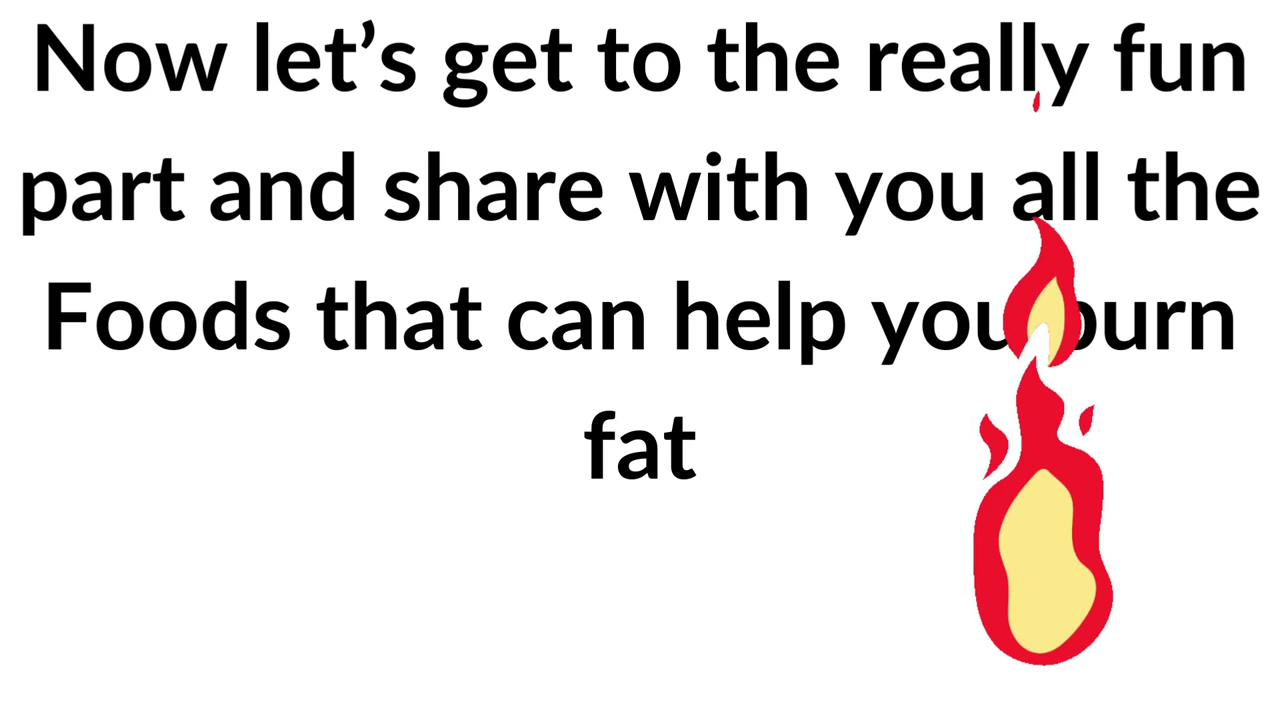 Now let’s get to the really fun
part and share with you all the
Foods that can help you burn
fat